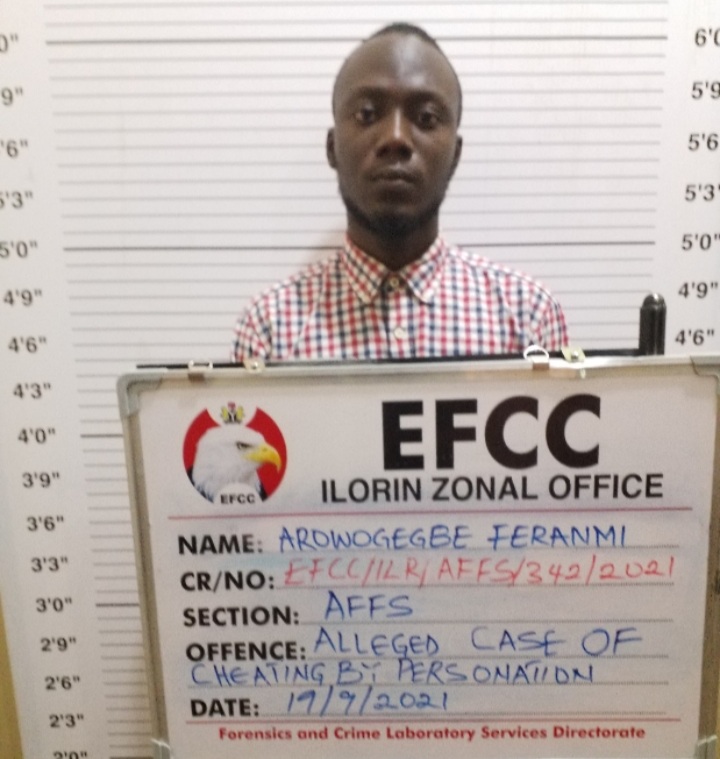 0"
6'0
9"
5'9
'6"
5'6
5'3"
5'3
5'0"
5'0"
4'9"
4'9"
4'6"
4'6"
4'3"
4'0"
3'9"
3'6"
3'3"
3'0"
2'9"
2'6"
2'3"
2'0"
EFCC
EFCC
ILORIN ZONAL OFFICE
NAME: AROWOGEGBE FERANMI
CR/NO: EFCC/ILR/AFFS/342/2021
SECTION: AFFS
OFFENCE: ALLEGED CASE OF
CHEATING BY PERSONATION
DATE: 19/9/2021
Forensics and Crime Laboratory Services Directorate